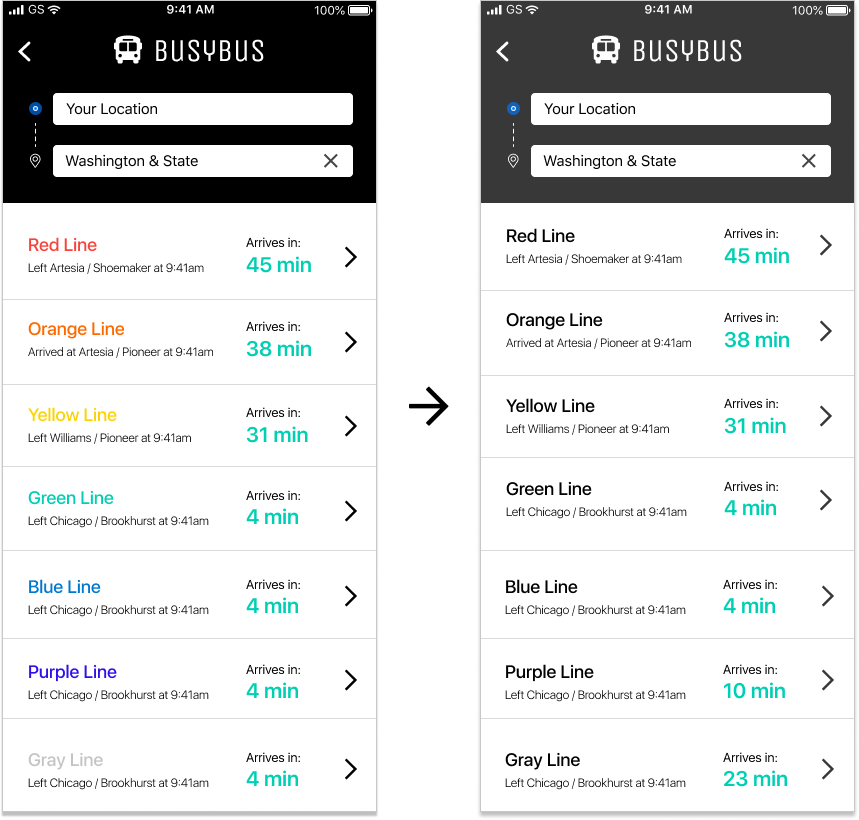 GS 9:41 AM 100%
BUSYBUS
Your Location
Washington & State
Red Line
Left Artesia / Shoemaker at 9:41am
Arrives in:
45 min
Orange Line
Arrived at Artesia / Pioneer at 9:41am
Arrives in:
38 min
Yellow Line
Left Williams / Pioneer at 9:41am
Arrives in:
31 min
Green Line
Left Chicago / Brookhurst at 9:41am
Arrives in:
4 min
Blue Line
Left Chicago / Brookhurst at 9:41am
Arrives in:
4 min
Purple Line
Left Chicago / Brookhurst at 9:41am
Arrives in:
4 min
Gray Line
Left Chicago / Brookhurst at 9:41am
Arrives in:
4 min
GS 9:41 AM 100%
BUSYBUS
Your Location
Washington & State
Red Line
Left Artesia / Shoemaker at 9:41am
Arrives in:
45 min
Orange Line
Arrived at Artesia / Pioneer at 9:41am
Arrives in:
38 min
Yellow Line
Left Williams / Pioneer at 9:41am
Arrives in:
31 min
Green Line
Left Chicago / Brookhurst at 9:41am
Arrives in:
4 min
Blue Line
Left Chicago / Brookhurst at 9:41am
Arrives in:
4 min
Purple Line
Left Chicago / Brookhurst at 9:41am
Arrives in:
10 min
Gray Line
Left Chicago / Brookhurst at 9:41am
Arrives in:
23 min